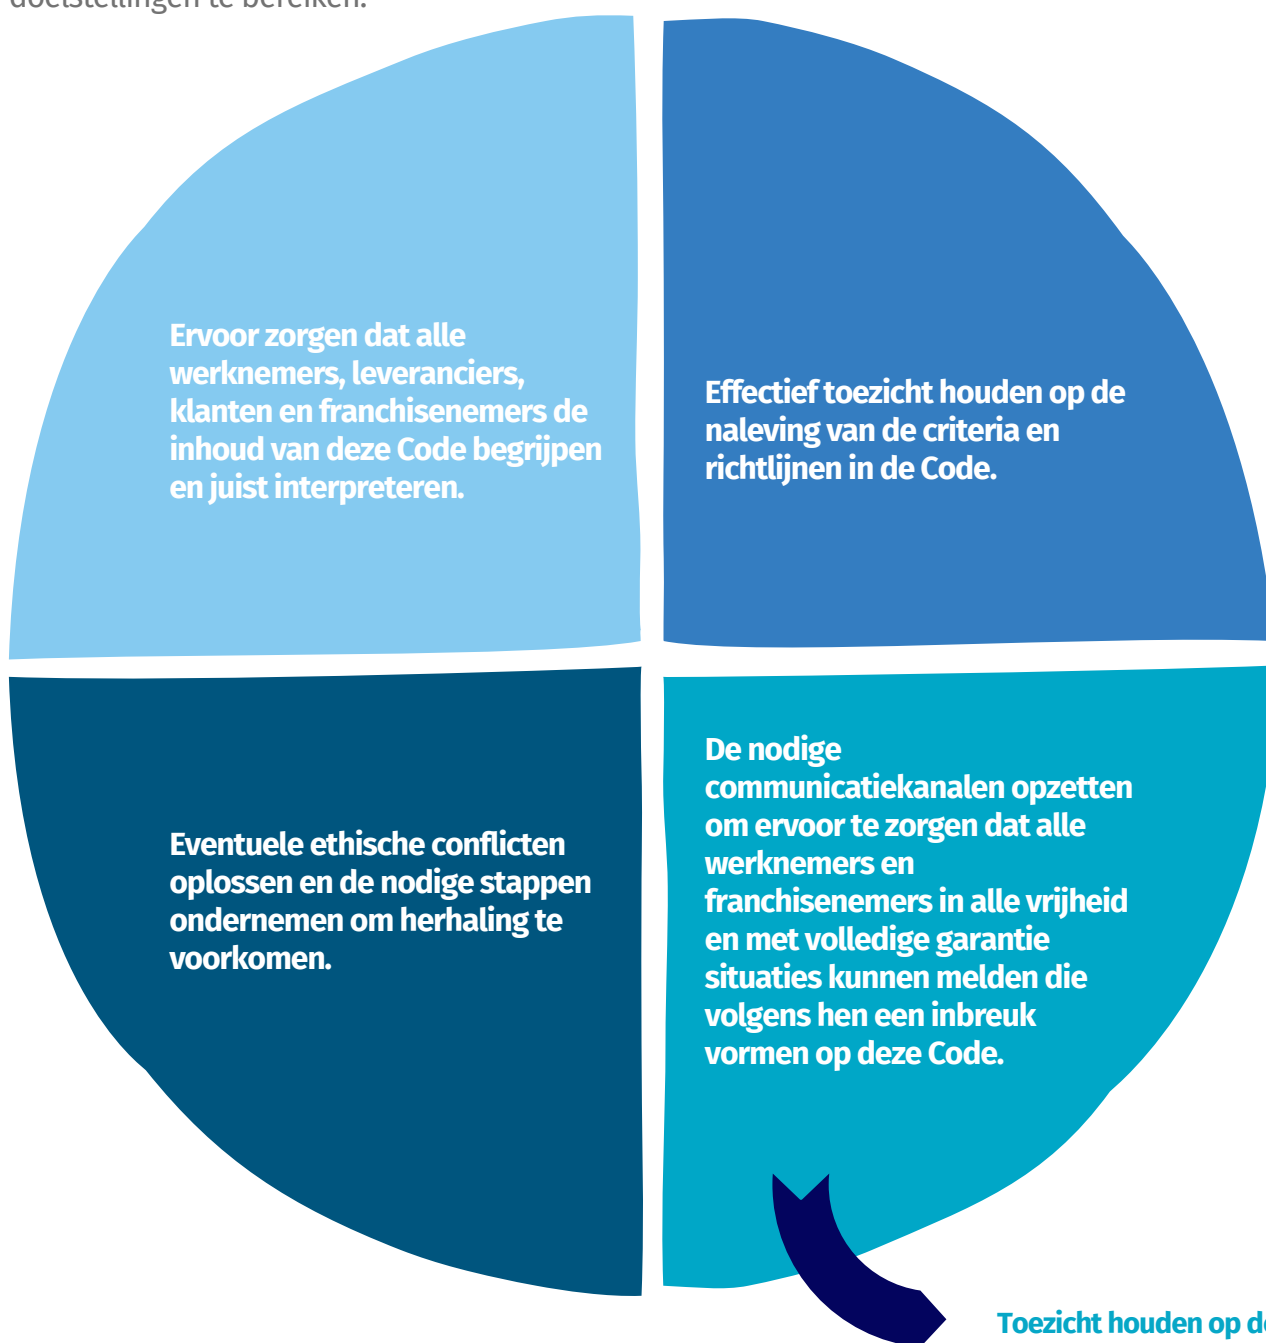 doelstellingen te bereiken.
Ervoor zorgen dat alle
werknemers, leveranciers,
klanten en franchisenemers de
inhoud van deze Code begrijpen
en juist interpreteren.
Effectief toezicht houden op de
naleving van de criteria en
richtlijnen in de Code.
Eventuele ethische conflicten
oplossen en de nodige stappen
ondernemen om herhaling te
voorkomen.
De nodige
communicatiekanalen opzetten
om ervoor te zorgen dat alle
werknemers en
franchisenemers in alle vrijheid
en met volledige garantie
situaties kunnen melden die
volgens hen een inbreuk
vormen op deze Code.
Toezicht houden op